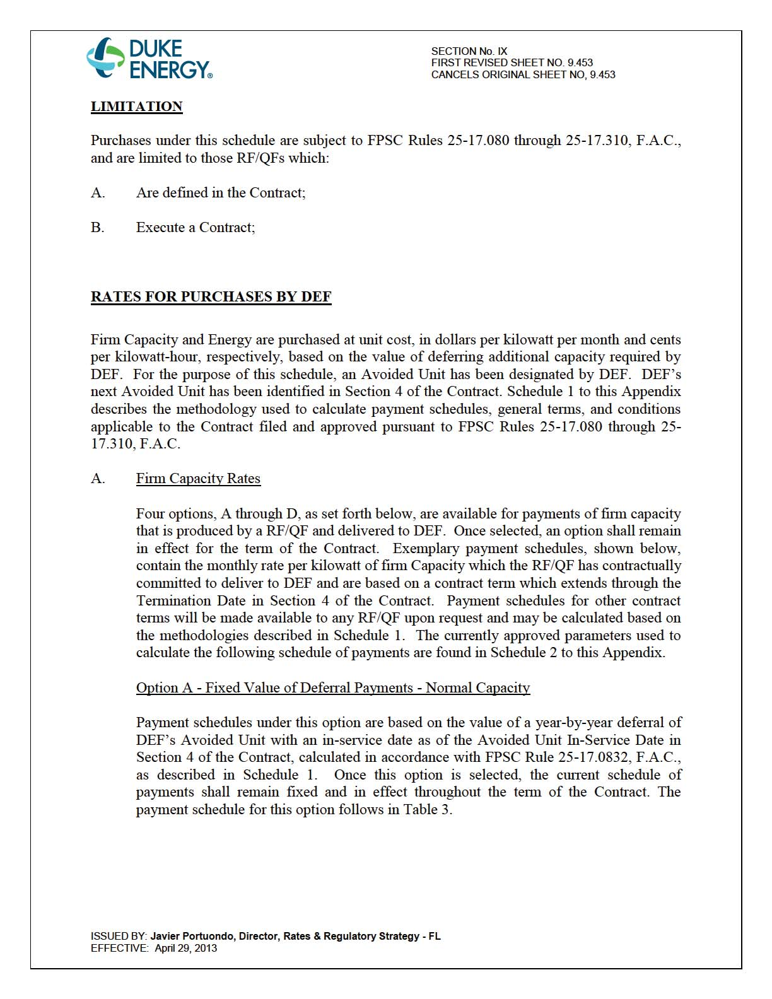 DUKE
ENERGY®
SECTION No. IX
FIRST REVISED SHEET NO. 9.453
CANCELS ORIGINAL SHEET NO, 9.453
LIMITATION
Purchases under this schedule are subject to FPSC Rules 25-17.080 through 25-17.310, F.A.C.,
and are limited to those RF/QFs which:
A. Are defined in the Contract;
B. Execute a Contract;
RATES FOR PURCHASES BY DEF
Firm Capacity and Energy are purchased at unit cost, in dollars per kilowatt per month and cents
per kilowatt-hour, respectively, based on the value of deferring additional capacity required by
DEF. For the purpose of this schedule, an Avoided Unit has been designated by DEF. DEF’s
next Avoided Unit has been identified in Section 4 of the Contract. Schedule 1 to this Appendix
describes the methodology used to calculate payment schedules, general terms, and conditions
applicable to the Contract filed and approved pursuant to FPSC Rules 25-17.080 through 25-
17.310, F.A.C.
A. Firm Capacity Rates
Four options, A through D, as set forth below, are available for payments of firm capacity
that is produced by a RF/QF and delivered to DEF. Once selected, an option shall remain
in effect for the term of the Contract. Exemplary payment schedules, shown below,
contain the monthly rate per kilowatt of firm Capacity which the RF/QF has contractually
committed to deliver to DEF and are based on a contract term which extends through the
Termination Date in Section 4 of the Contract. Payment schedules for other contract
terms will be made available to any RF/QF upon request and may be calculated based on
the methodologies described in Schedule 1. The currently approved parameters used to
calculate the following schedule of payments are found in Schedule 2 to this Appendix.
Option A - Fixed Value of Deferral Payments - Normal Capacity
Payment schedules under this option are based on the value of a year-by-year deferral of
DEF’s Avoided Unit with an in-service date as of the Avoided Unit In-Service Date in
Section 4 of the Contract, calculated in accordance with FPSC Rule 25-17.0832, F.A.C.,
as described in Schedule 1. Once this option is selected, the current schedule of
payments shall remain fixed and in effect throughout the term of the Contract. The
payment schedule for this option follows in Table 3.
ISSUED BY: Javier Portuondo, Director, Rates & Regulatory Strategy - FL
EFFECTIVE: April 29, 2013